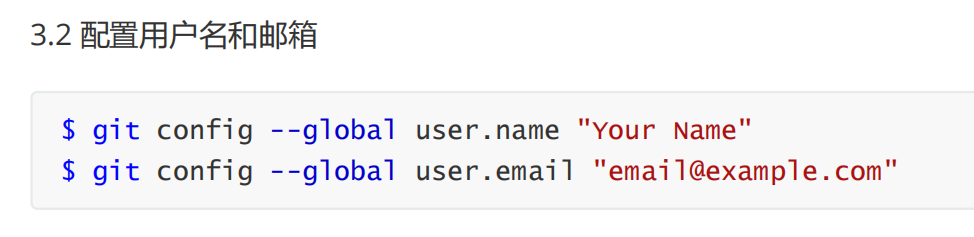 3.2 配置用户名和邮箱
$ git config --global user.name "Your Name"
$ git config --global user.email "email@example.com"